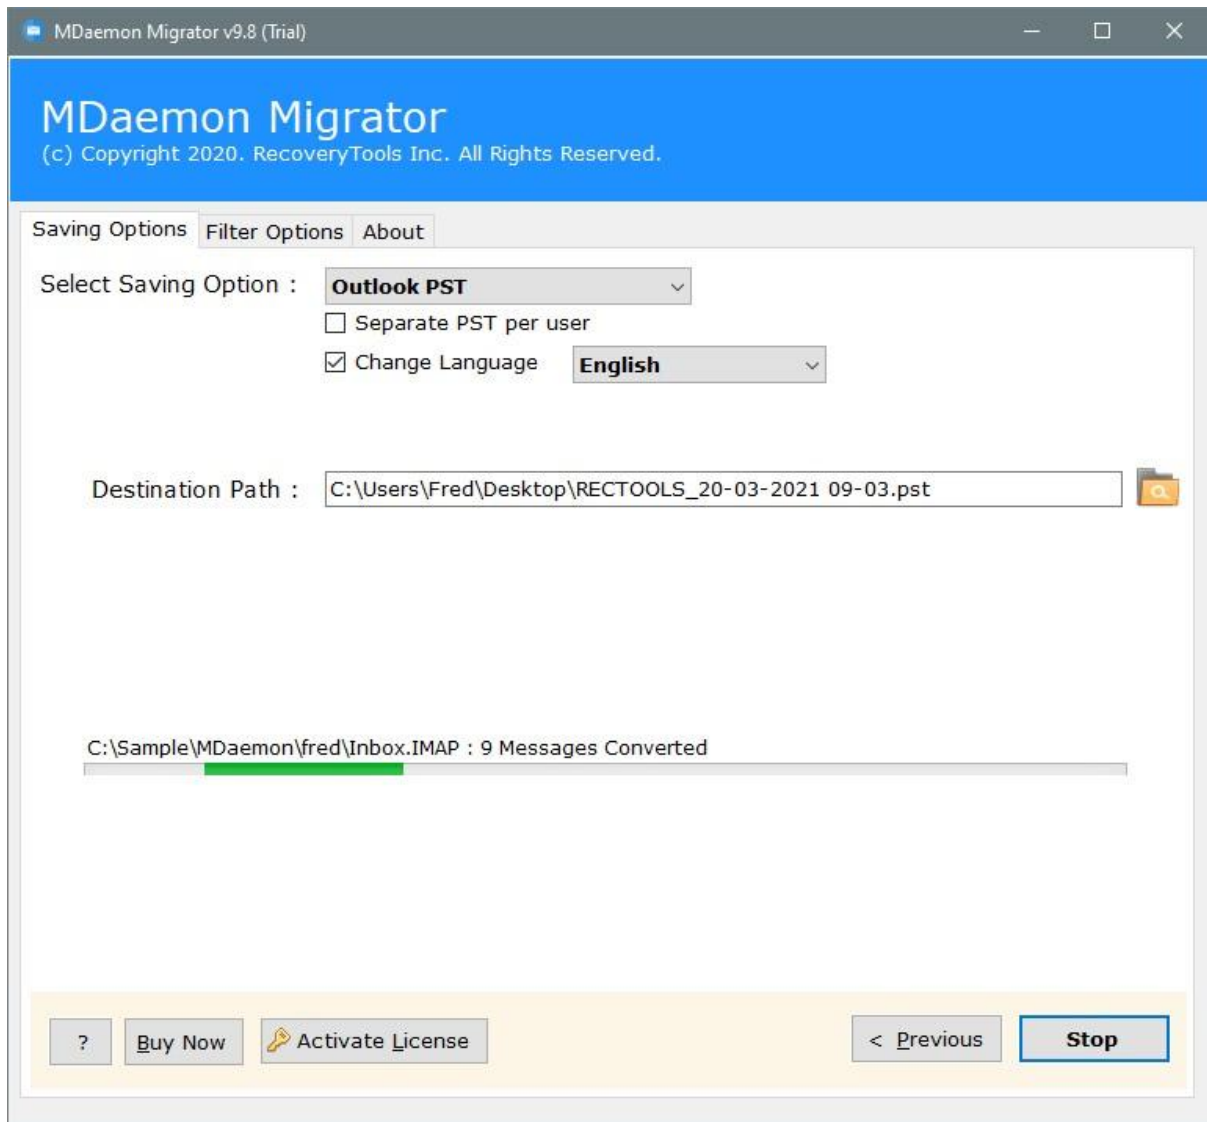 MDaemon Migrator v9.8 (Trial)
MDaemon Migrator
(c) Copyright 2020. RecoveryTools Inc. All Rights Reserved.
Saving Options Filter Options About
Select Saving Option : Outlook PST
Separate PST per user
Change Language English
Destination Path : C:\Users\Fred\Desktop\RECTOOLS_20-03-2021 09-03.pst
C:\Sample\MDaemon\fred\Inbox.IMAP : 9 Messages Converted
? Buy Now Activate License < Previous Stop